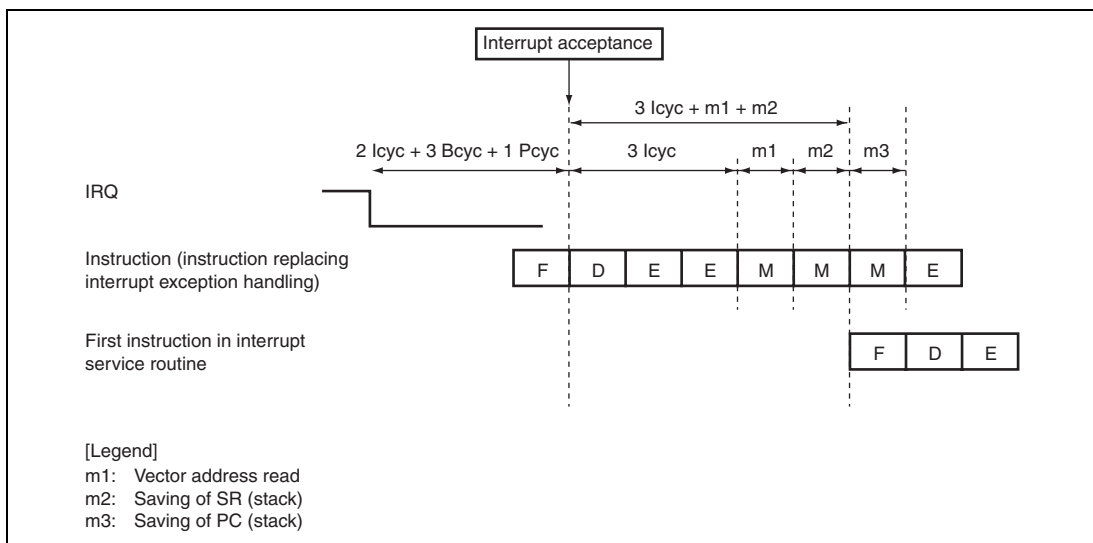 Interrupt acceptance
3 Icyc + m1 + m2
2 Icyc + 3 Bcyc + 1 Pcyc 3 Icyc m1 m2 m3
IRQ
Instruction (instruction replacing
interrupt exception handling)
F D E E M M M E
First instruction in interrupt
service routine
F D E
[Legend]
m1: Vector address read
m2: Saving of SR (stack)
m3: Saving of PC (stack)